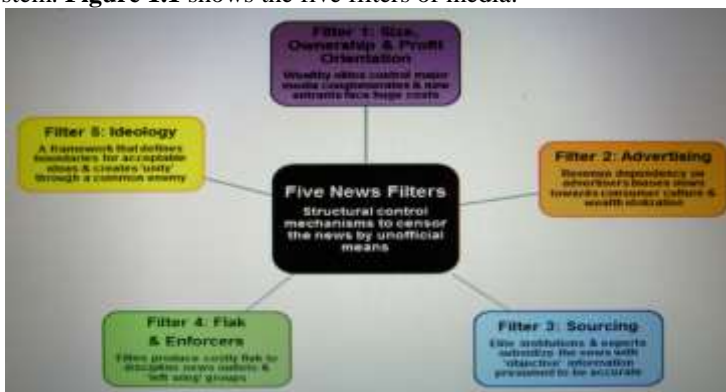 stem. Figure 1.1 shows the five filters of media.
Filter 1: Size,
Ownership & Profit
Orientation
Wealthy elites control major
media conglomerates & new
entrants face huge costs
Filter 5: Ideology
A framework that defines
boundaries for acceptable
ideas & creates 'unity'
through a common enemy
Filter 2: Advertising
Revenue dependency on
advertisers biases news
towards consumer culture &
wealth
Five News Filters
Structural control
mechanisms to censor
the news by unofficial
means
Filter 4: Flak
& Enforcers
Elites produce costly flak to
discipline news outlets &
'left wing' groups
Filter 3: Sourcing
Elite institutions & experts
subsidize the news with
'objective' information
presumed to be accurate